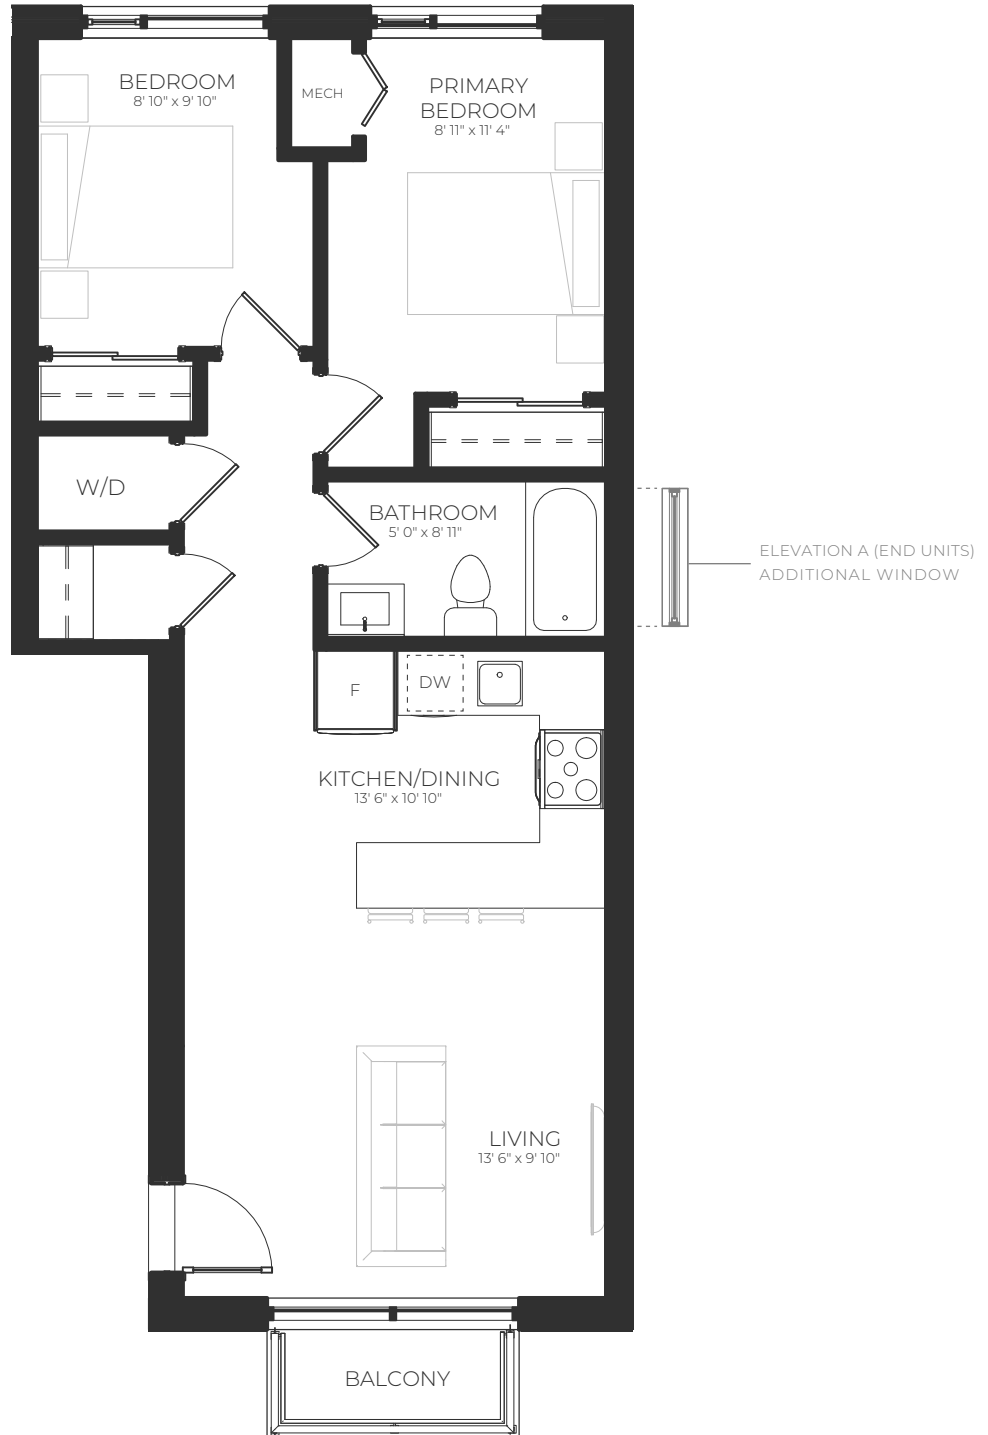 BEDROOM
8' 10" x 9' 10"
MECH
PRIMARY
BEDROOM
8' 11" x 11' 4"
W/D
BATHROOM
5' 0" x 8' 11"
ELEVATION A (END UNITS)
ADDITIONAL WINDOW
F
DW
KITCHEN/DINING
13' 6" x 10' 10"
LIVING
13' 6" x 9' 10"
BALCONY